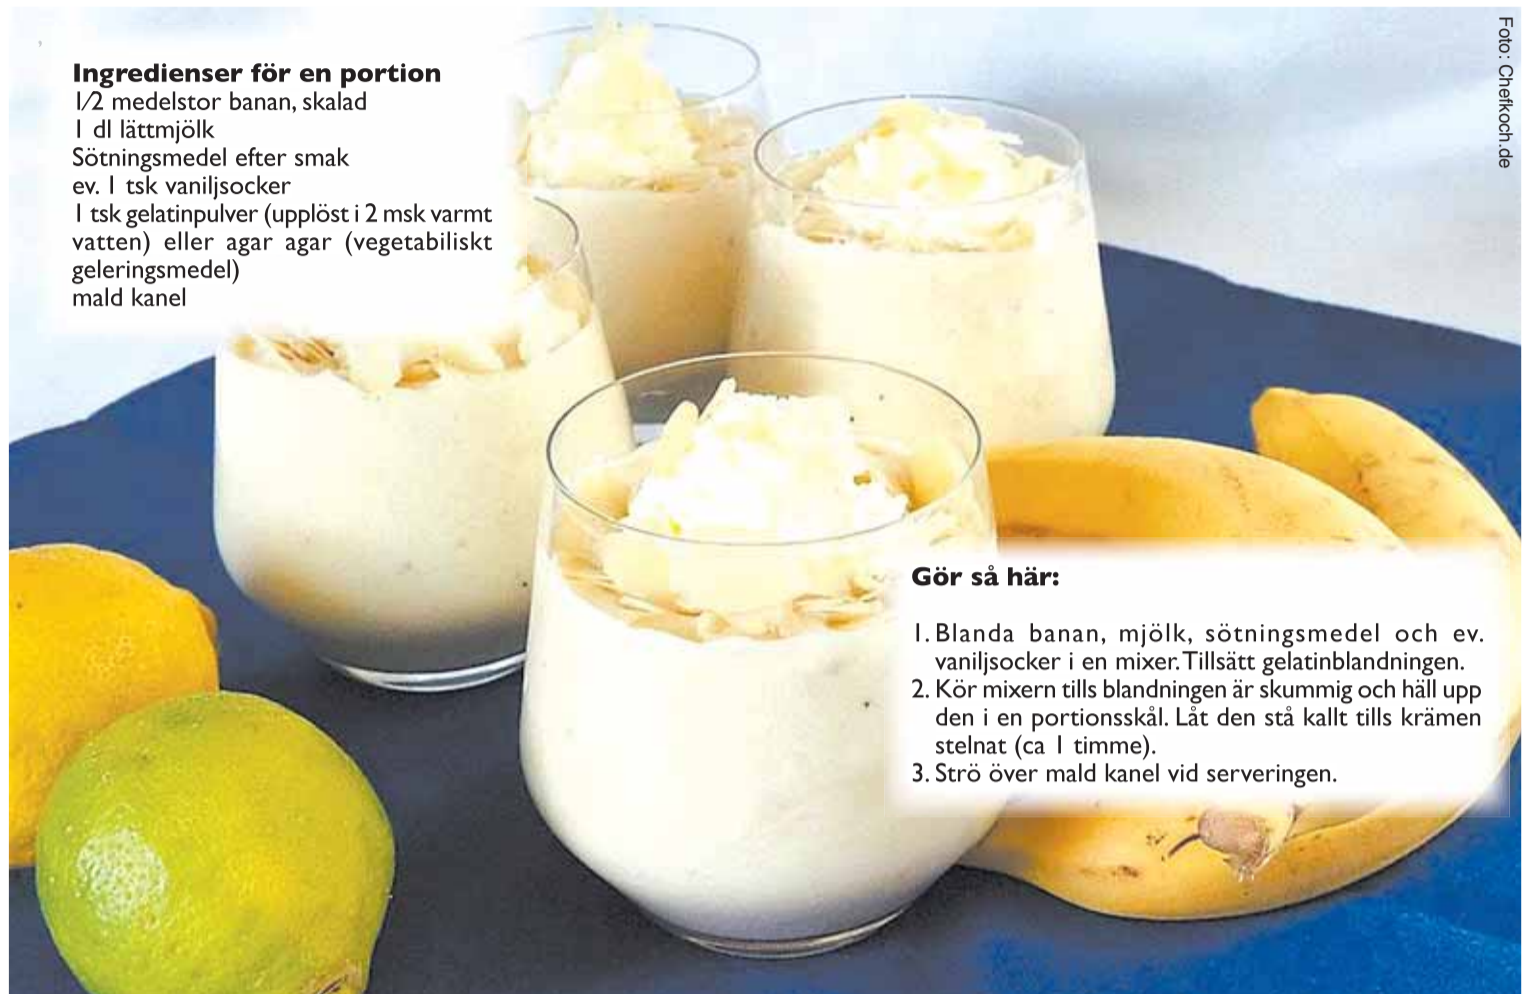 Ingredienser för en portion
1/2 medelstor banan, skalad
1 dl lättmjölk
Sötningsmedel efter smak
ev. 1 tsk vaniljsocker
1 tsk gelatinpulver (upplöst i 2 msk varmt
vatten) eller agar agar (vegetabiliskt
geleringsmedel)
mald kanel
Foto: Chefkoch.de
Gör så här:
1. Blanda banan, mjölk, sötningsmedel och ev.
vaniljsocker i en mixer. Tillsätt gelatinblandningen.
2. Kör mixern tills blandningen är skummig och häll upp
den i en portionsskål. Låt den stå kallt tills krämen
stelnat (ca 1 timme).
3. Strö över mald kanel vid serveringen.